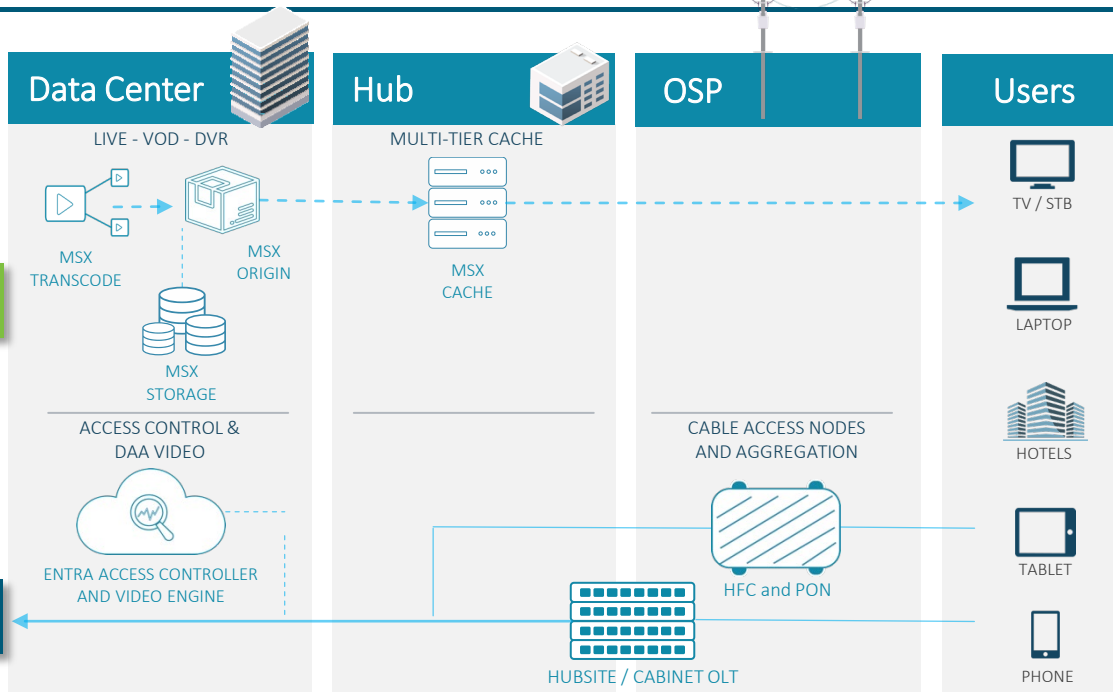 Data Center
Hub
OSP
Users
LIVE - VOD - DVR
MSX
TRANSCODE
MSX
ORIGIN
MSX
STORAGE
MULTI-TIER CACHE
MSX
CACHE
TV / STB
LAPTOP
HOTELS
TABLET
PHONE
ACCESS CONTROL &
DAA VIDEO
ENTRA ACCESS CONTROLLER
AND VIDEO ENGINE
CABLE ACCESS NODES
AND AGGREGATION
HFC and PON
HUBSITE / CABINET OLT